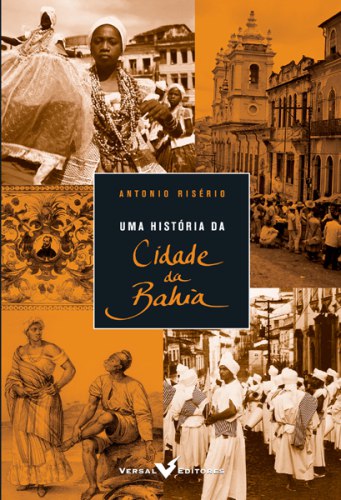 ANTONIO RISÉRIO
UMA HISTÓRIA DA
Cidade
da
Bahia
VERSAL EDITORES